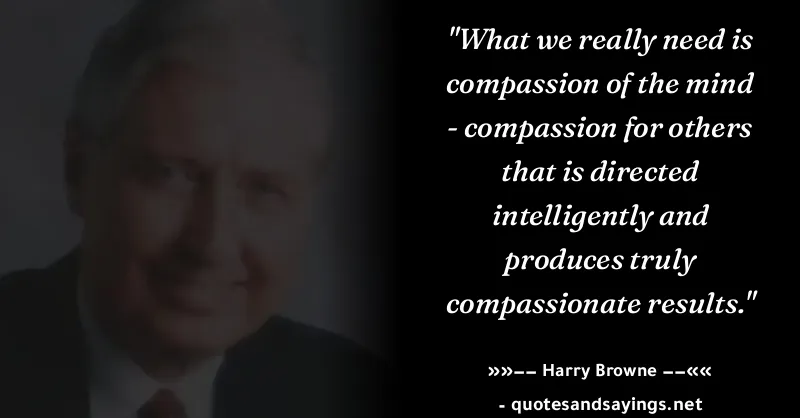 "What we really need is
compassion of the mind
- compassion for others
that is directed
intelligently and
produces truly
compassionate results."
»»–– Harry Browne ––««
- quotesandsayings.net